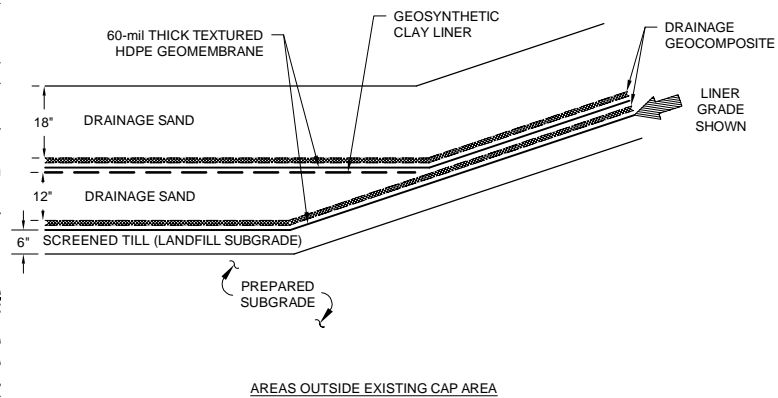 GEOSYNTHETIC
CLAY LINER
60-mil THICK TEXTURED
HDPE GEOMEMBRANE
DRAINAGE
GEOCOMPOSITE
LINER
GRADE
SHOWN
18"
DRAINAGE SAND
12"
DRAINAGE SAND
6"
SCREENED TILL (LANDFILL SUBGRADE)
PREPARED
SUBGRADE
AREAS OUTSIDE EXISTING CAP AREA